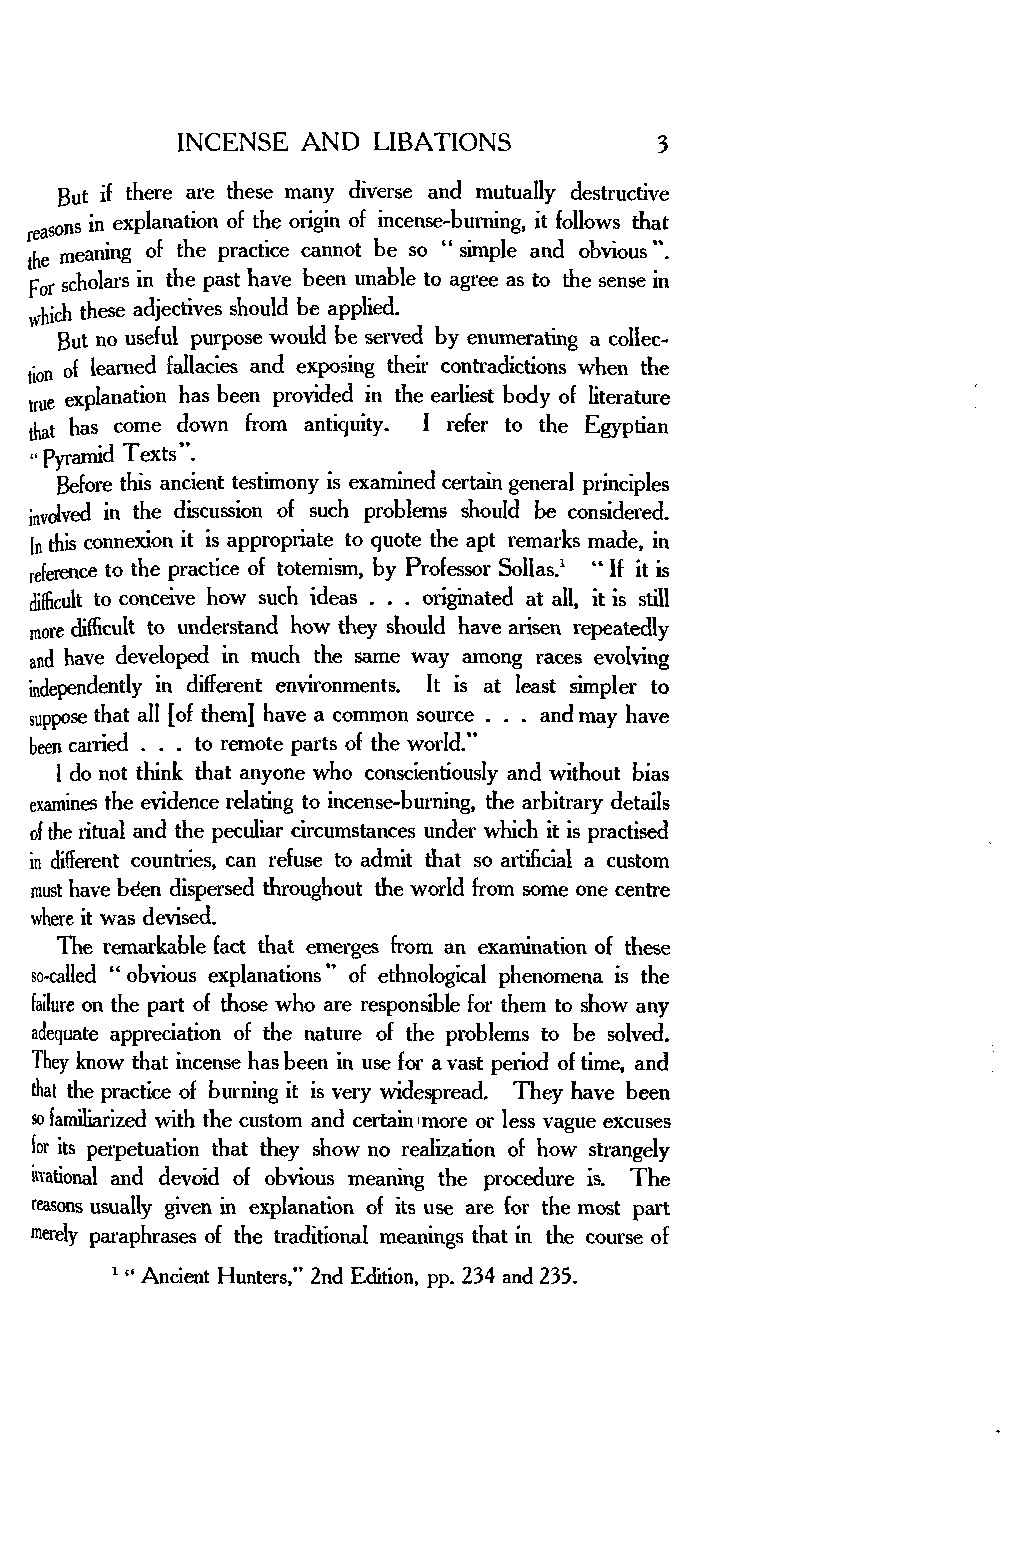 INCENSE AND LIBATIONS 3
But if there are these many diverse and mutually destructive
reasons in explanation of the origin of incense-burning, it follows that
the meaning of the practice cannot be so “ simple and obvious ”.
For scholars in the past have been unable to agree as to the sense in
which these adjectives should be applied.
But no useful purpose would be served by enumerating a collec-
tion of learned fallacies and exposing their contradictions when the
true explanation has been provided in the earliest body of literature
that has come down from antiquity. I refer to the Egyptian
“ Pyramid Texts ”.
Before this ancient testimony is examined certain general principles
involved in the discussion of such problems should be considered.
In this connexion it is appropriate to quote the apt remarks made, in
reference to the practice of totemism, by Professor Sollas.¹ “ If it is
difficult to conceive how such ideas . . . originated at all, it is still
more difficult to understand how they should have arisen repeatedly
and have developed in much the same way among races evolving
independently in different environments. It is at least simpler to
suppose that all [of them] have a common source . . . and may have
been carried . . . to remote parts of the world.”
I do not think that anyone who conscientiously and without bias
examines the evidence relating to incense-burning, the arbitrary details
of the ritual and the peculiar circumstances under which it is practised
in different countries, can refuse to admit that so artificial a custom
must have been dispersed throughout the world from some one centre
where it was devised.
The remarkable fact that emerges from an examination of these
so-called “ obvious explanations ” of ethnological phenomena is the
failure on the part of those who are responsible for them to show any
adequate appreciation of the nature of the problems to be solved.
They know that incense has been in use for a vast period of time, and
that the practice of burning it is very widespread. They have been
so familiarized with the custom and certain more or less vague excuses
for its perpetuation that they show no realization of how strangely
irrational and devoid of obvious meaning the procedure is. The
reasons usually given in explanation of its use are for the most part
merely paraphrases of the traditional meanings that in the course of
¹ “ Ancient Hunters,” 2nd Edition, pp. 234 and 235.